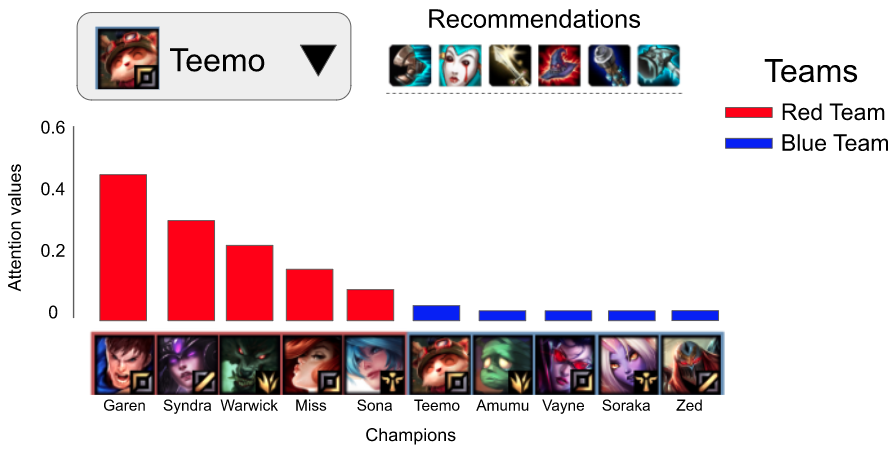 Recommendations
Teemo
Teams
Red Team
Blue Team
Attention values
0.6
0.4
0.2
0
Garen Syndra Warwick Miss Sona Teemo Amumu Vayne Soraka Zed
Champions